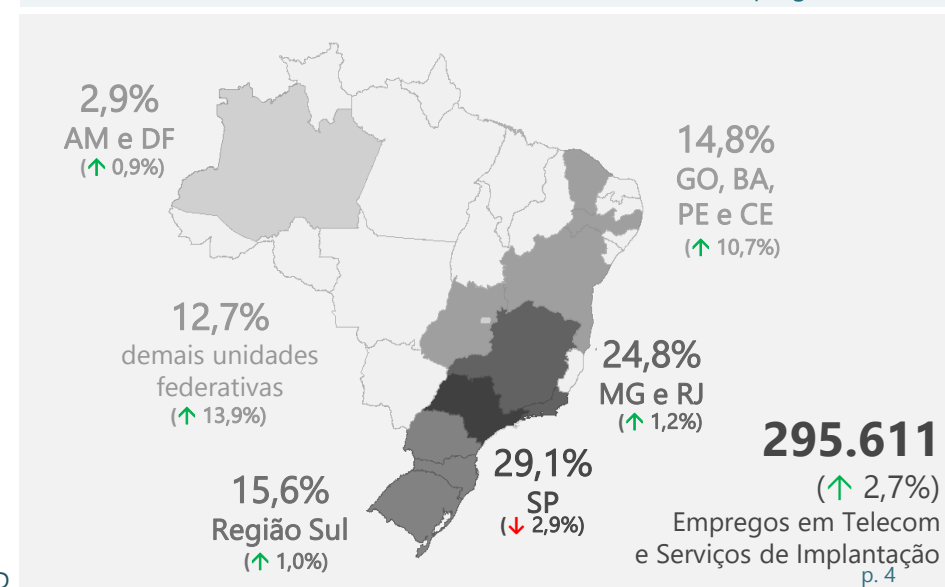 2,9%
AM e DF
(↑ 0,9%)
14,8%
GO, BA,
PE e CE
(↑ 10,7%)
12,7%
demais unidades
federativas
(↑ 13,9%)
24,8%
MG e RJ
(↑ 1,2%)
29,1%
SP
(↓ 2,9%)
15,6%
Região Sul
(↑ 1,0%)
295.611
(↑ 2,7%)
Empregos em Telecom
e Serviços de Implantação
p. 4